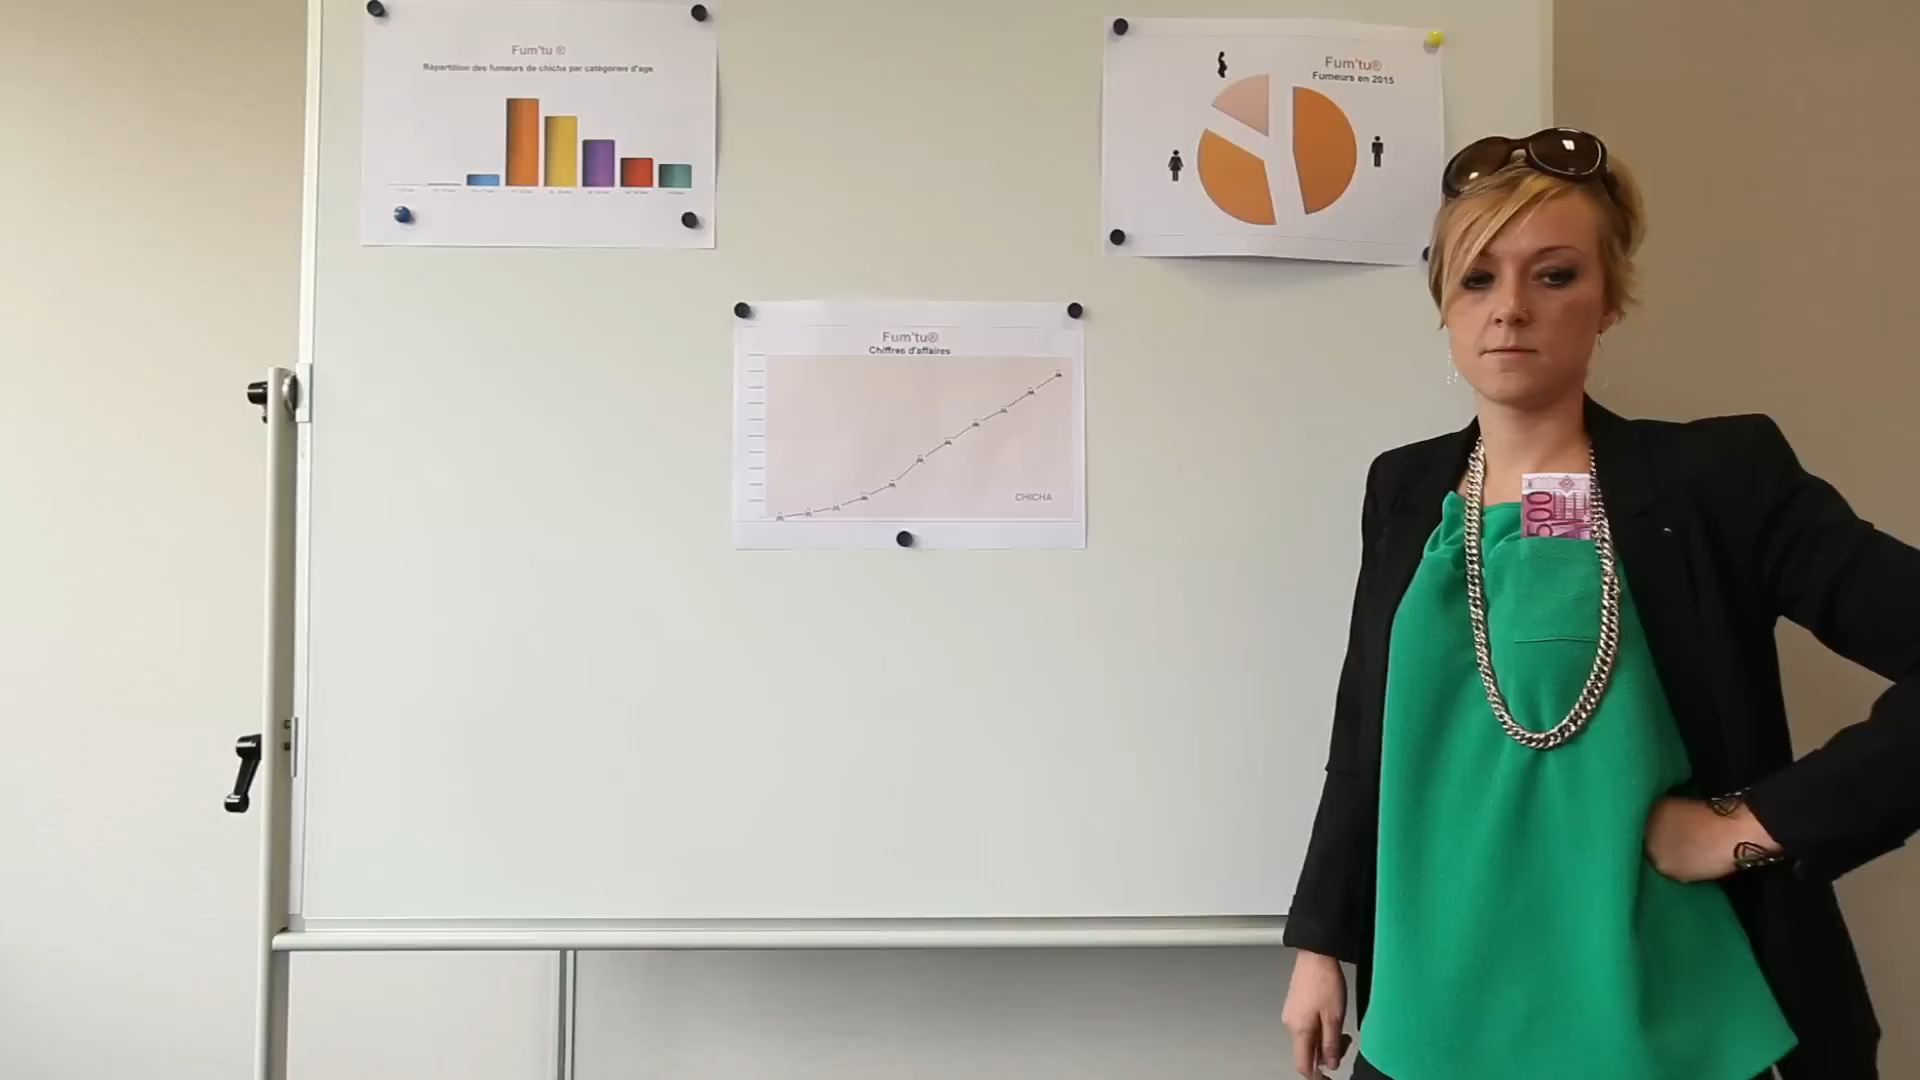 Fum'tu ®
Répartition des fumeurs de chicha par catégories d'age
Fum'tu®
Fumeurs en 2015
Fum'tu®
Chiffres d'affaires
CHICHA
500